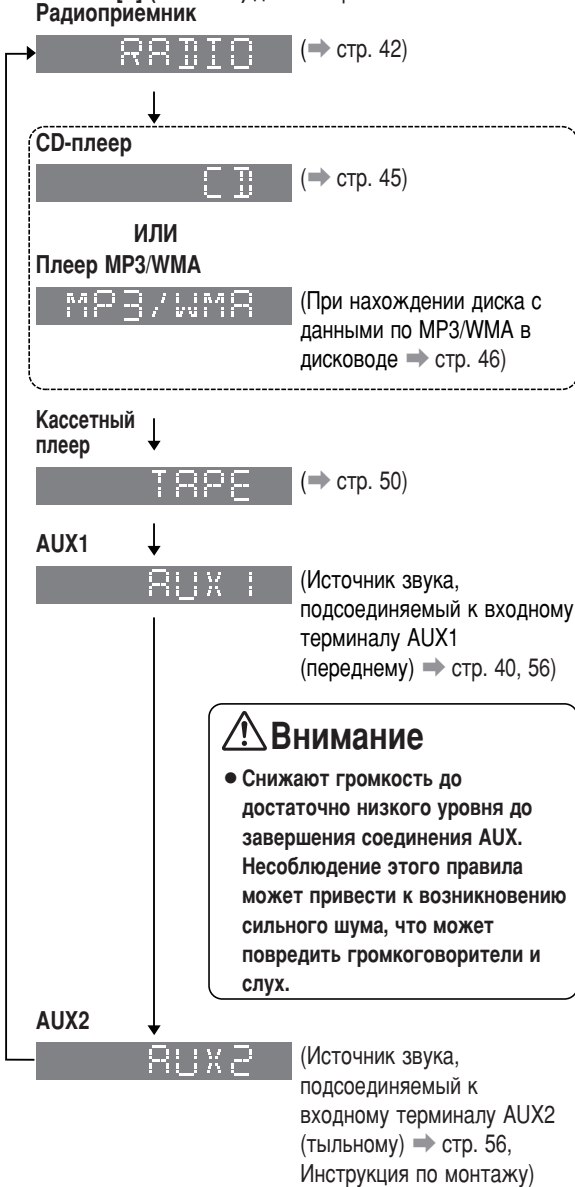 Радиоприемник
RADIO (➡ стр. 42)
CD-плеер
CD (➡ стр. 45)
ИЛИ
Плеер MP3/WMA
MP3/WMA (При нахождении диска с
данными по MP3/WMA в
дисководе ➡ стр. 46)
Кассетный
плеер
TAPE (➡ стр. 50)
AUX1
AUX1 (Источник звука,
подсоединяемый к входному
терминалу AUX1
(переднему) ➡ стр. 40, 56)
Внимание
● Снижают громкость до
достаточно низкого уровня до
завершения соединения AUX.
Несоблюдение этого правила
может привести к возникновению
сильного шума, что может
повредить громкоговорители и
слух.
AUX2
AUX2 (Источник звука,
подсоединяемый к
входному терминалу AUX2
(тыльному) ➡ стр. 56,
Инструкция по монтажу)